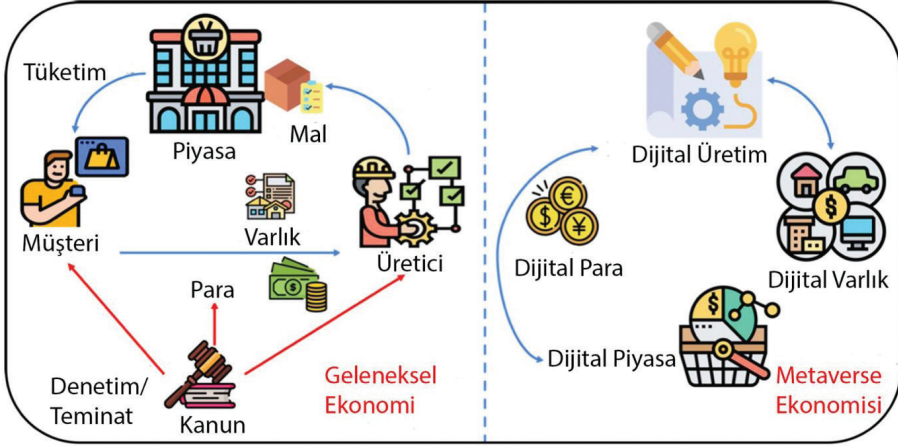 Tüketim
Piyasa
Mal
Müşteri
Varlık
Üretici
Para
Denetim/
Teminat
Kanun
Geleneksel
Ekonomi
Dijital Üretim
Dijital Para
Dijital Varlık
Dijital Piyasa
Metaverse
Ekonomisi